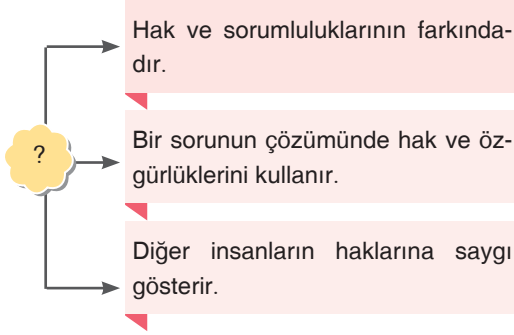 Hak ve sorumluluklarının farkında-
dır.
?
Bir sorunun çözümünde hak ve öz-
gürlüklerini kullanır.
Diğer insanların haklarına saygı
gösterir.